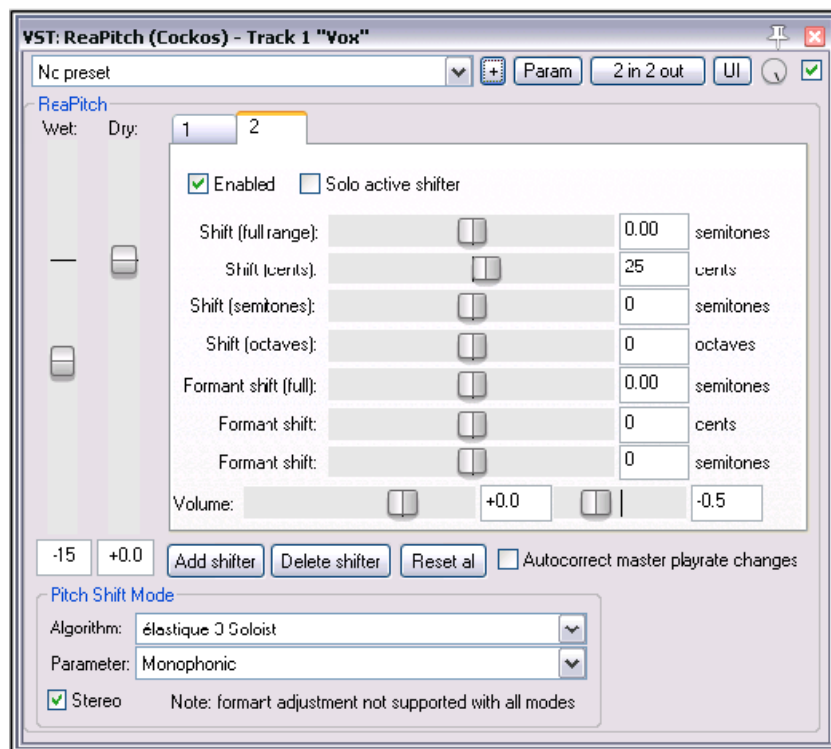 VST: ReaPitch (Cockos) - Track 1 "Vox"
No preset + Param 2 in 2 out UI
ReaPitch
Wet: Dry: 1 2
Enabled Solo active shifter
Shift (full range): 0.00 semitones
Shift (cents): 25 cents
Shift (semitones): 0 semitones
Shift (octaves): 0 octaves
Formant shift (full): 0.00 semitones
Formant shift: 0 cents
Formant shift: 0 semitones
Volume: +0.0 -0.5
-15 +0.0 Add shifter Delete shifter Reset al Autocorrect master playrate changes
Pitch Shift Mode
Algorithm: élastique 3 Soloist
Parameter: Monophonic
Stereo Note: formart adjustment not supported with all modes